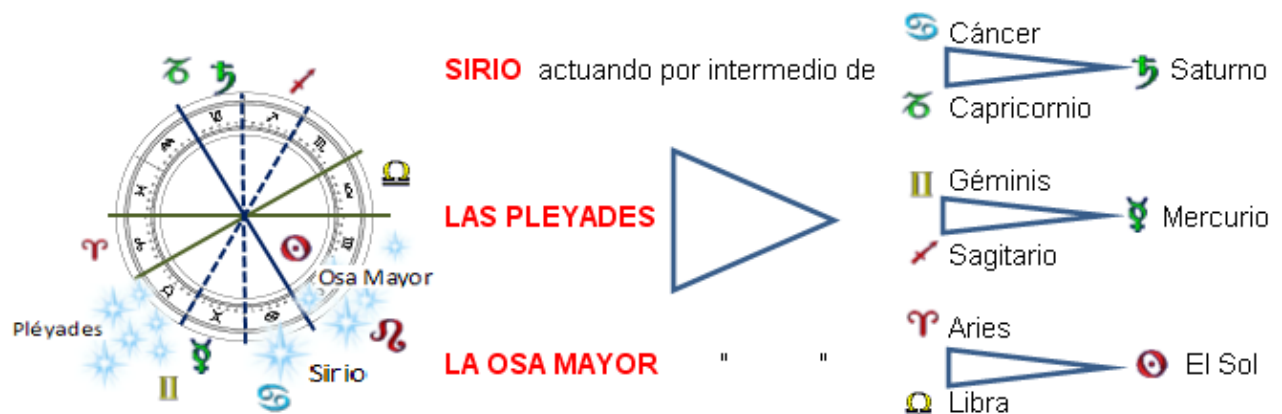 SIRIO actuando por intermedio de
Cáncer
Saturno
Capricornio
LAS PLEYADES
Géminis
Mercurio
Sagitario
LA OSA MAYOR " "
Aries
El Sol
Libra
Osa Mayor
Pléyades
Sirio